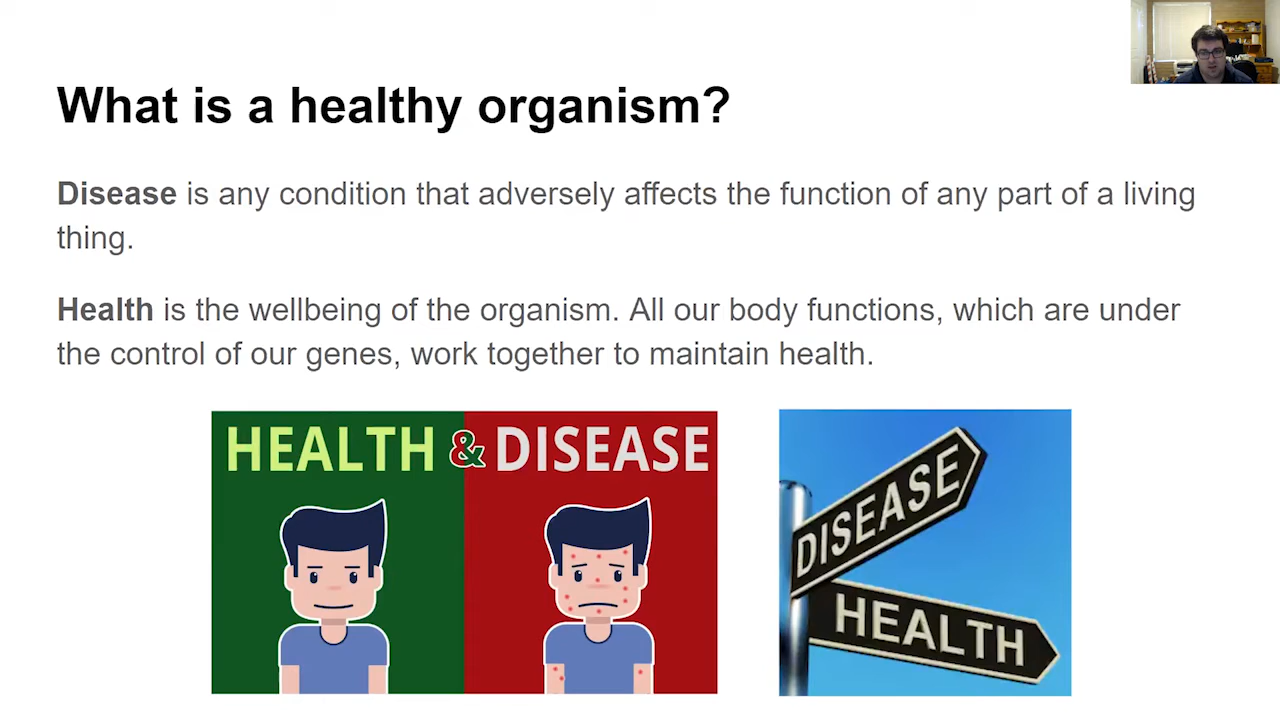 What is a healthy organism?
Disease is any condition that adversely affects the function of any part of a living
thing.
Health is the wellbeing of the organism. All our body functions, which are under
the control of our genes, work together to maintain health.
HEALTH & DISEASE
DISEASE
HEALTH